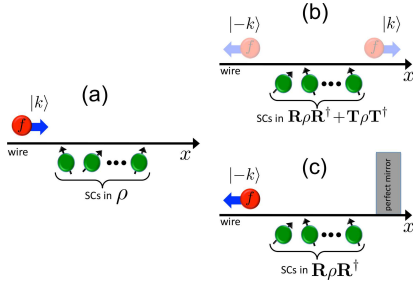 (a)
|k⟩
f
wire
x
SCs in ρ
(b)
|−k⟩
|k⟩
f
f
wire
x
SCs in RρR† + TρT†
(c)
|−k⟩
f
perfect mirror
wire
x
SCs in RρR†